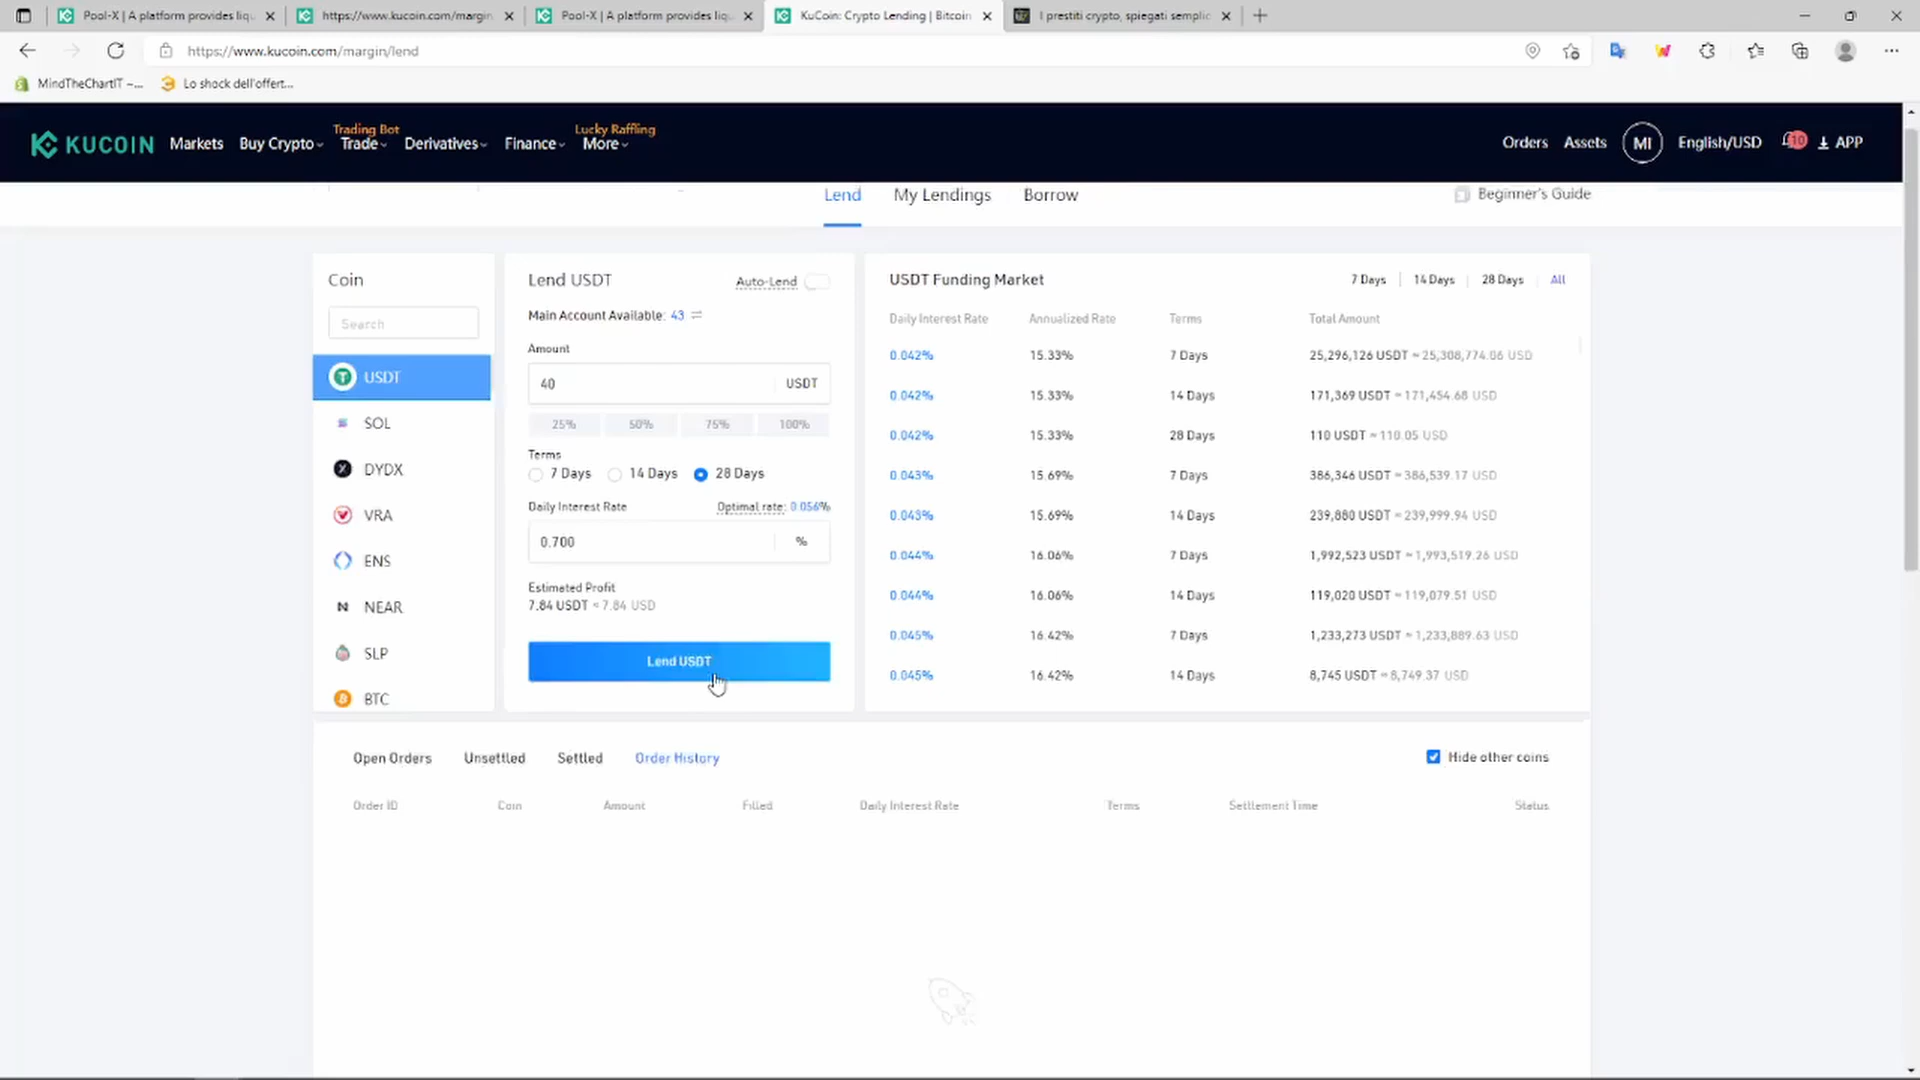 Pool-X | A platform provides liqu
https://www.kucoin.com/margin
Pool-X | A platform provides liqu
KuCoin: Crypto Lending | Bitcoin
I prestiti crypto, spiegati semplic
https://www.kucoin.com/margin/lend
MindTheChartIT –...
Lo shock dell'offert...
KUCOIN
Markets
Buy Crypto
Trading Bot
Trade
Derivatives
Finance
Lucky Raffling
More
Orders
Assets
MI
English/USD
10
APP
Lend
My Lendings
Borrow
Beginner's Guide
Coin
Search
USDT
SOL
DYDX
VRA
ENS
NEAR
SLP
BTC
Lend USDT
Auto-Lend
Main Account Available: 43
Amount
40 USDT
25% 50% 75% 100%
Terms
7 Days 14 Days 28 Days
Daily Interest Rate Optimal rate: 0.056%
0.700 %
Estimated Profit
7.84 USDT ≈ 7.84 USD
Lend USDT
USDT Funding Market
7 Days 14 Days 28 Days All
Daily Interest Rate Annualized Rate Terms Total Amount
0.042% 15.33% 7 Days 25,296,126 USDT ≈ 25,308,774.06 USD
0.042% 15.33% 14 Days 171,369 USDT ≈ 171,454.68 USD
0.042% 15.33% 28 Days 110 USDT ≈ 110.05 USD
0.043% 15.69% 7 Days 386,346 USDT ≈ 386,539.17 USD
0.043% 15.69% 14 Days 239,880 USDT ≈ 239,999.94 USD
0.044% 16.06% 7 Days 1,992,523 USDT ≈ 1,993,519.26 USD
0.044% 16.06% 14 Days 119,020 USDT ≈ 119,079.51 USD
0.045% 16.42% 7 Days 1,233,273 USDT ≈ 1,233,889.63 USD
0.045% 16.42% 14 Days 8,745 USDT ≈ 8,749.37 USD
Open Orders Unsettled Settled Order History Hide other coins
Order ID Coin Amount Filled Daily Interest Rate Terms Settlement Time Status